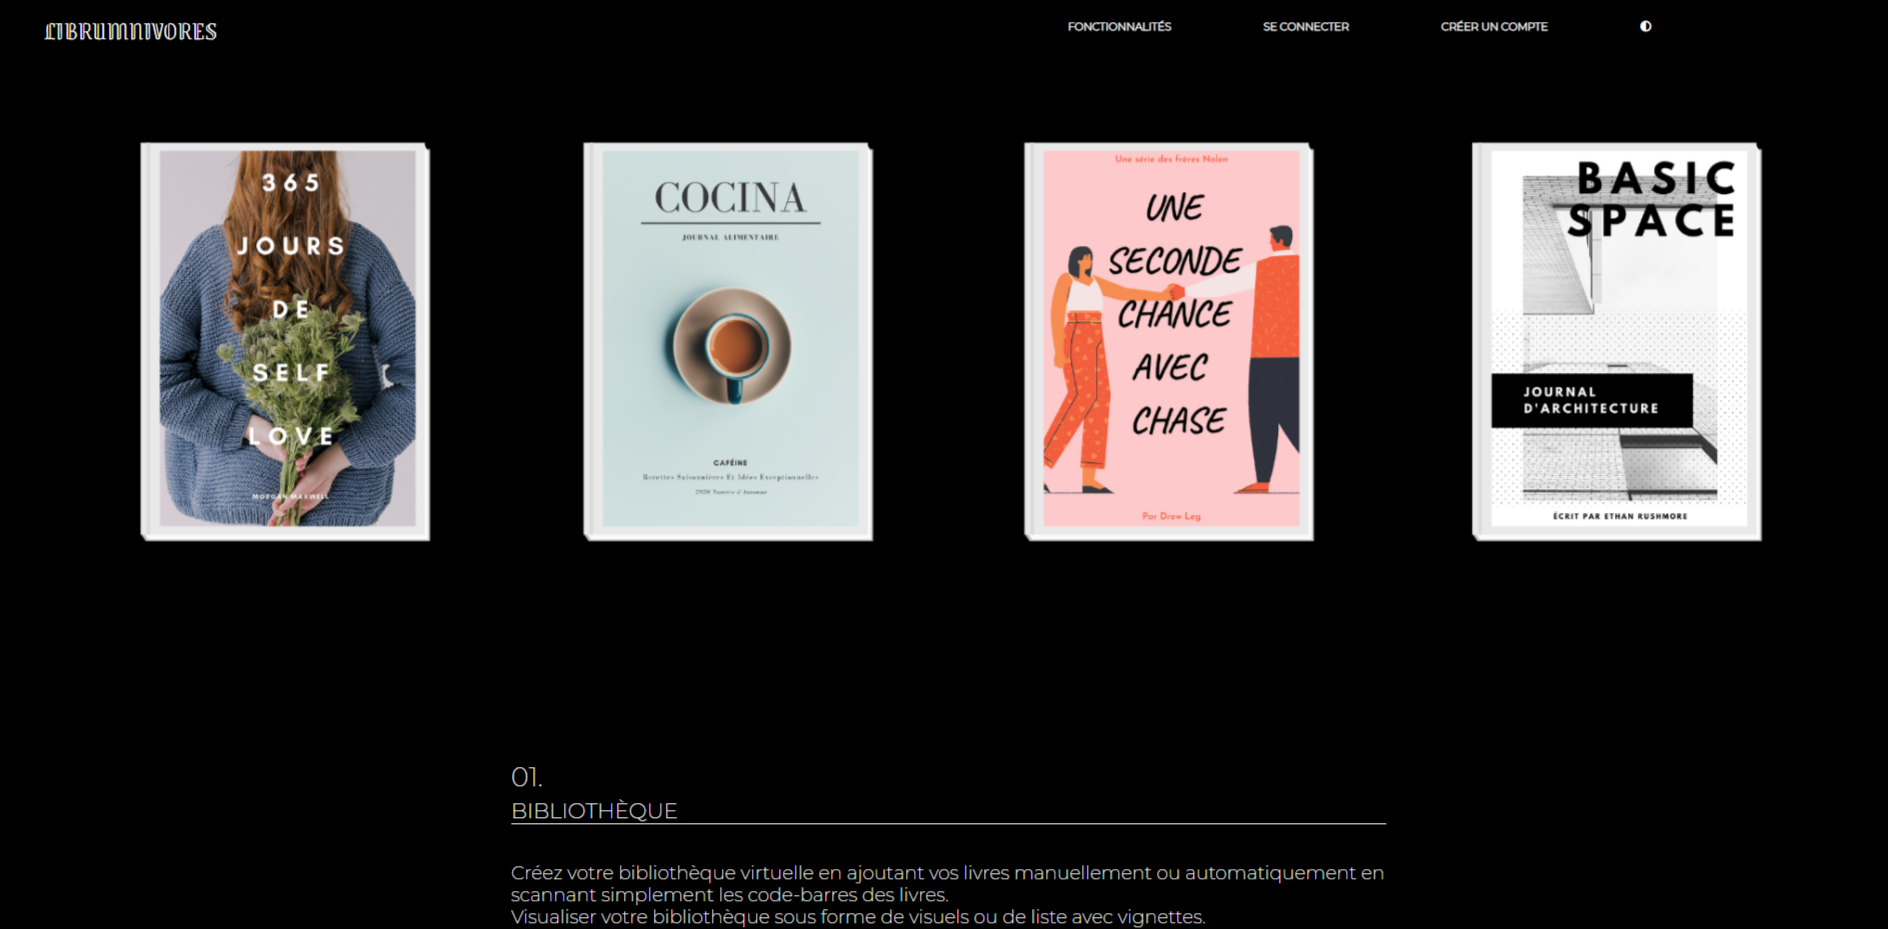 LIBRUMNIVORES
FONCTIONNALITÉS
SE CONNECTER
CRÉER UN COMPTE
365
JOURS
DE
SELF
LOVE
MORGAN MAXWELL
COCINA
JOURNAL ALIMENTAIRE
CAFÉINE
Recettes Saisonnières Et Idées Exceptionnelles
2020 Numéro d'Automne
Une série des frères Nolen
UNE
SECONDE
CHANCE
AVEC
CHASE
Par Drew Leg
BASIC
SPACE
JOURNAL
D'ARCHITECTURE
ÉCRIT PAR ETHAN RUSHMORE
01.
BIBLIOTHÈQUE
Créez votre bibliothèque virtuelle en ajoutant vos livres manuellement ou automatiquement en
scannant simplement les code-barres des livres.
Visualiser votre bibliothèque sous forme de visuels ou de liste avec vignettes.